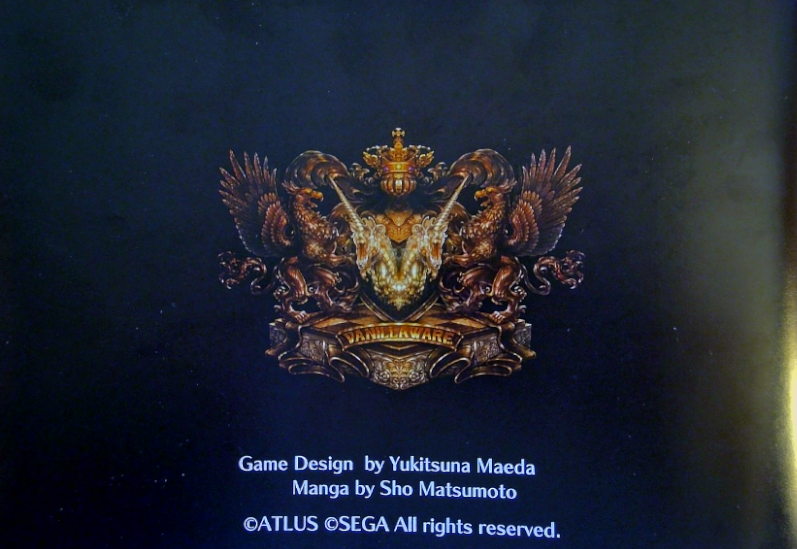 VANILLAWARE
Game Design by Yukitsuna Maeda
Manga by Sho Matsumoto
©ATLUS ©SEGA All rights reserved.